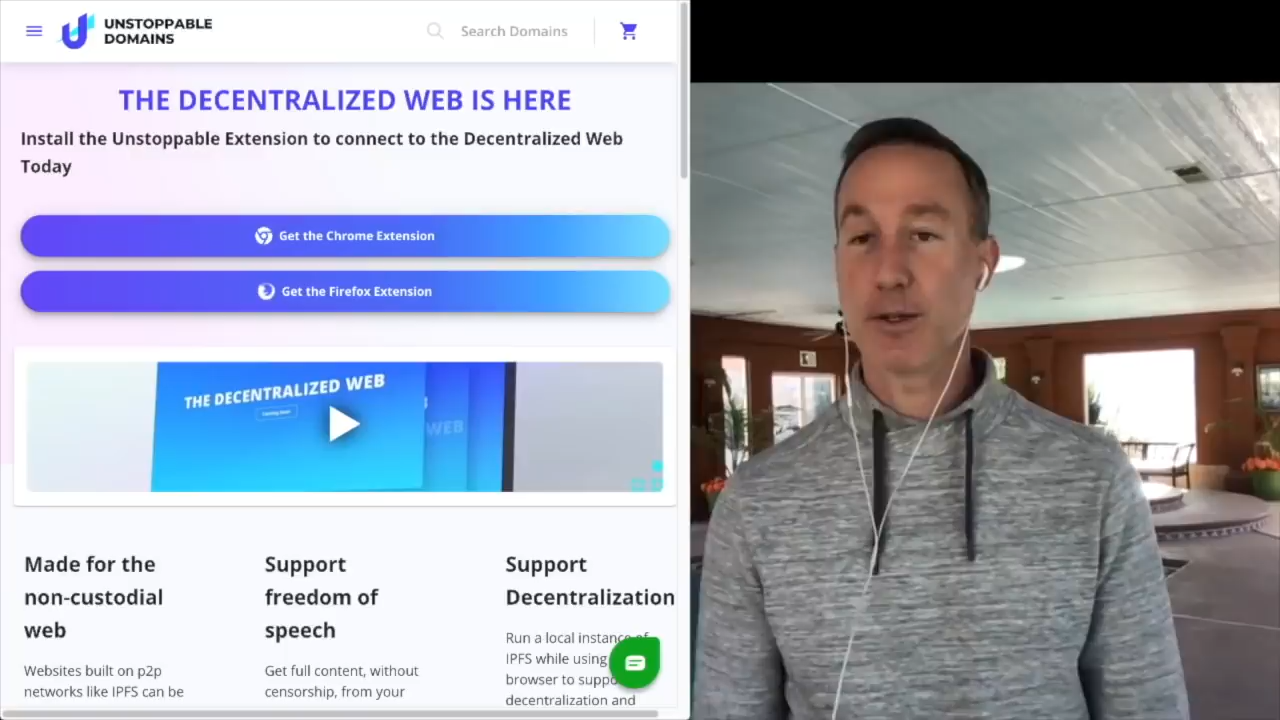 UNSTOPPABLE
DOMAINS
Search Domains
THE DECENTRALIZED WEB IS HERE
Install the Unstoppable Extension to connect to the Decentralized Web
Today
Get the Chrome Extension
Get the Firefox Extension
THE DECENTRALIZED WEB
WEB
Made for the
non-custodial
web
Support
freedom of
speech
Support
Decentralization
Websites built on p2p
networks like IPFS can be
Get full content, without
censorship, from your
Run a local instance of
IPFS while using
browser to suppo
decentralization and